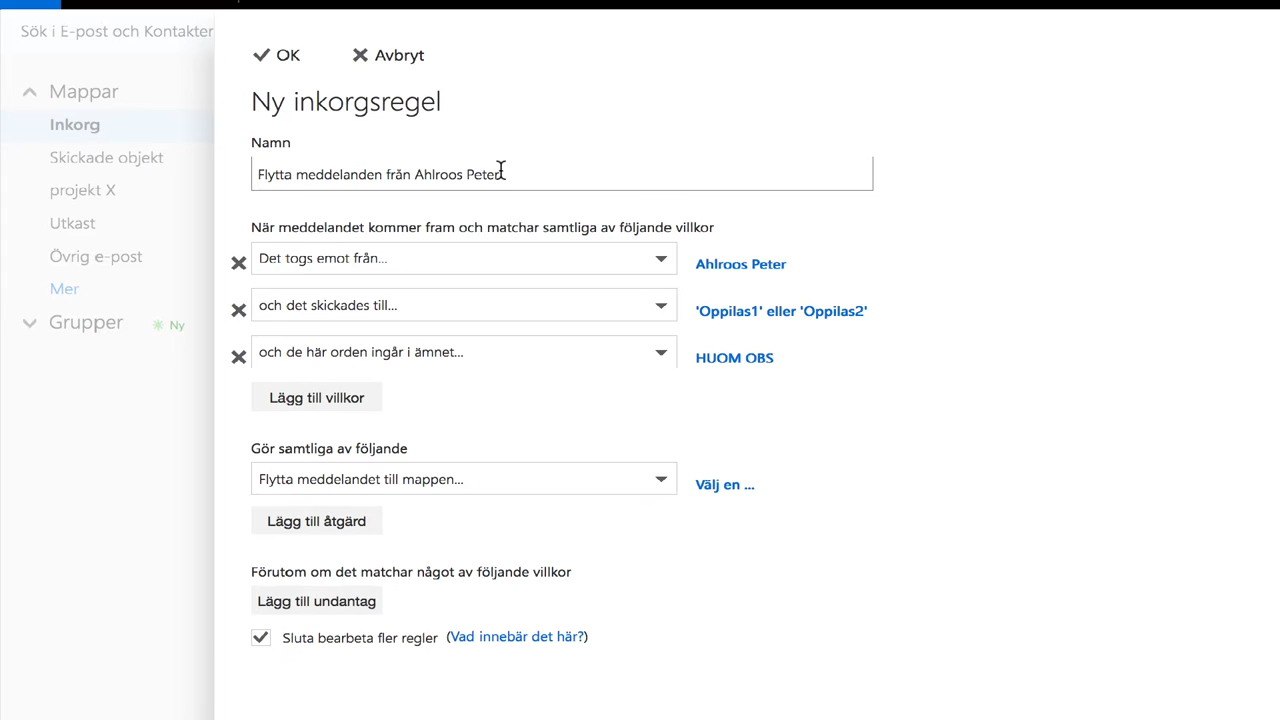 Sök i E-post och Kontakter
Mappar
Inkorg
Skickade objekt
projekt X
Utkast
Övrig e-post
Mer
Grupper
Ny
OK
Avbryt
Ny inkorgsregel
Namn
Flytta meddelanden från Ahlroos Peter
När meddelandet kommer fram och matchar samtliga av följande villkor
Det togs emot från...
Ahlroos Peter
och det skickades till...
'Oppilas1' eller 'Oppilas2'
och de här orden ingår i ämnet...
HUOM OBS
Lägg till villkor
Gör samtliga av följande
Flytta meddelandet till mappen...
Välj en ...
Lägg till åtgärd
Förutom om det matchar något av följande villkor
Lägg till undantag
Sluta bearbeta fler regler (Vad innebär det här?)